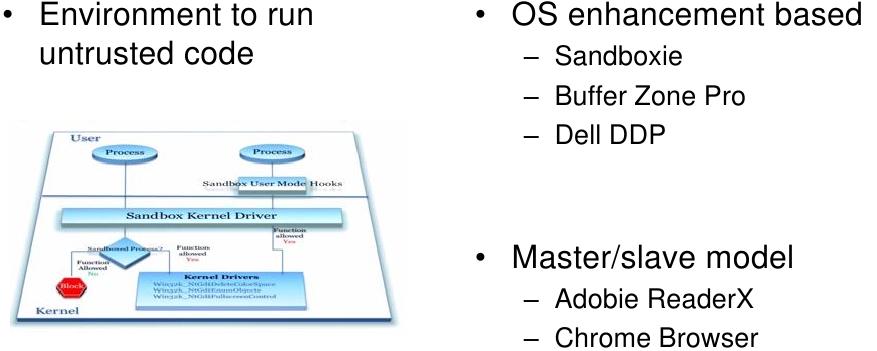 • Environment to run
untrusted code
User
Process
Process
Sandbox User Mode Hooks
Sandbox Kernel Driver
Sandboxed Process?
Function
Allowed
No
Function
allowed
Yes
Function
allowed
Yes
Block
Kernel Drivers
Win32k_NtGdiDeleteColorSpace
Win32k_NtGdiEnumObjects
Win32k_NtGdiFullscreenControl
Kernel
• OS enhancement based
– Sandboxie
– Buffer Zone Pro
– Dell DDP
• Master/slave model
– Adobie ReaderX
– Chrome Browser